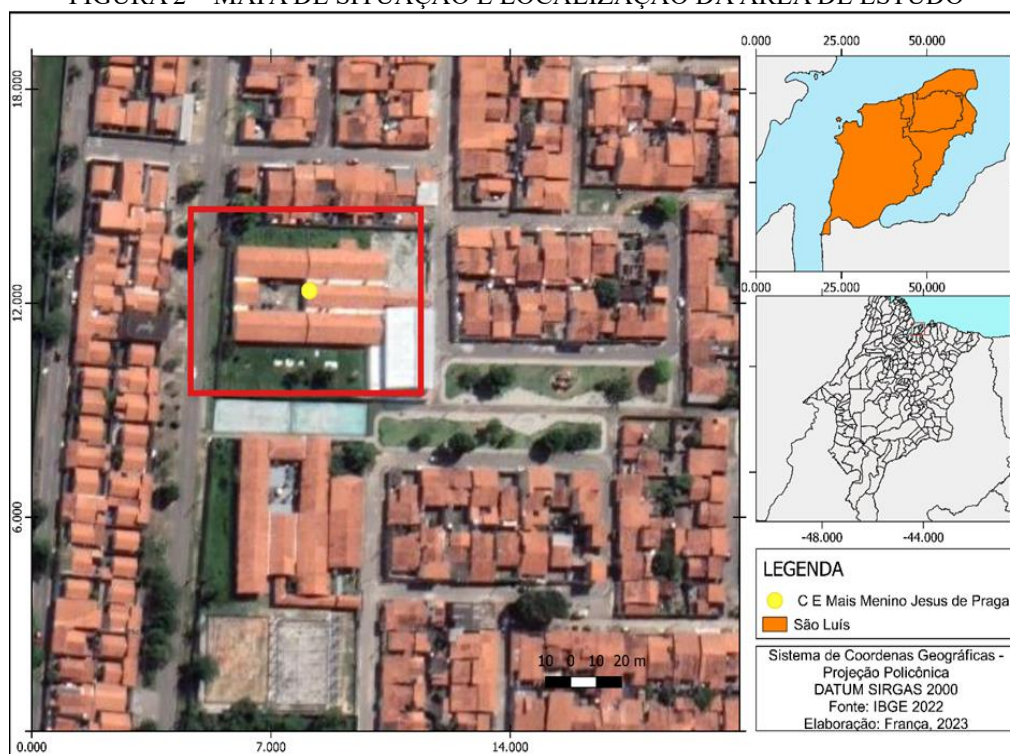 FIGURA 2 – MAPA DE SITUAÇÃO E LOCALIZAÇÃO DA ÁREA DE ESTUDO
0.000 25.000 50.000
18.000
12.000
6.000
0.000 7.000 14.000
10 0 10 20 m
0.000 25.000 50.000
-48.000 -44.000
LEGENDA
C E Mais Menino Jesus de Praga
São Luís
Sistema de Coordenas Geográficas -
Projeção Policônica
DATUM SIRGAS 2000
Fonte: IBGE 2022
Elaboração: França, 2023